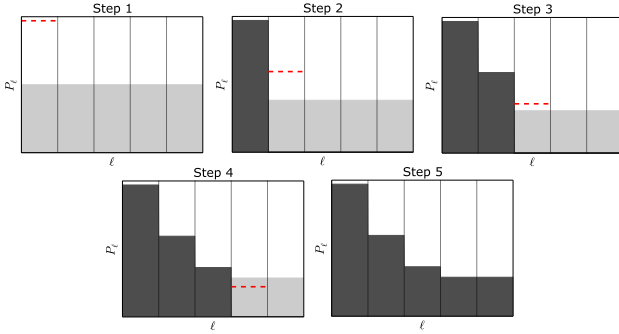 Step 1
Step 2
Step 3
P_ℓ
P_ℓ
P_ℓ
ℓ
ℓ
ℓ
Step 4
Step 5
P_ℓ
P_ℓ
ℓ
ℓ